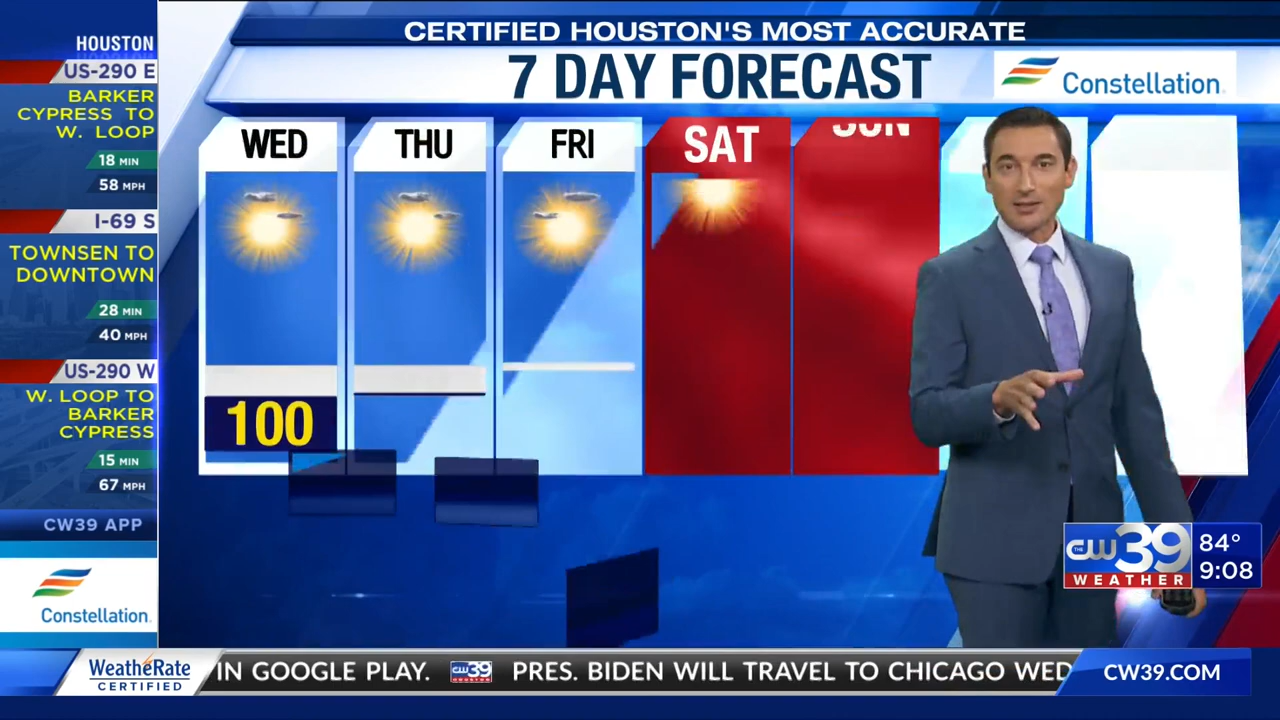 CERTIFIED HOUSTON'S MOST ACCURATE
7 DAY FORECAST
Constellation
HOUSTON
US-290 E
BARKER
CYPRESS TO
W. LOOP
18 MIN
58 MPH
I-69 S
TOWNSEN TO
DOWNTOWN
28 MIN
40 MPH
US-290 W
W. LOOP TO
BARKER
CYPRESS
15 MIN
67 MPH
CW39 APP
Constellation
WED
THU
FRI
SAT
SUN
100
THE CW39
WEATHER
84°
9:08
WeatheRate
CERTIFIED
IN GOOGLE PLAY.
CW39
HOUSTON
PRES. BIDEN WILL TRAVEL TO CHICAGO WED
CW39.COM